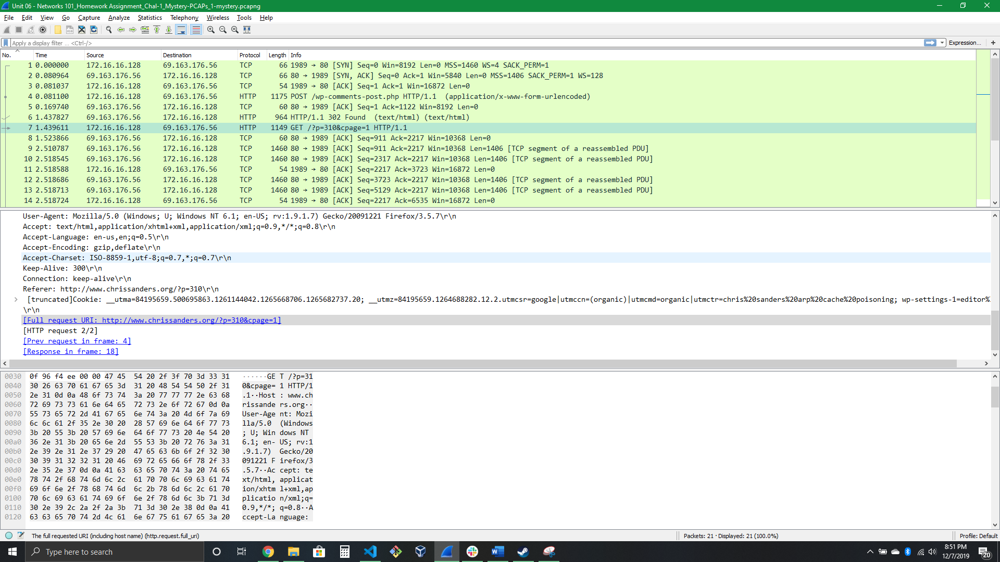 Unit 06 - Networks 101_Homework Assignment_Chal-1_Mystery-PCAPs_1-mystery.pcapng
File Edit View Go Capture Analyze Statistics Telephony Wireless Tools Help
Apply a display filter ... <Ctrl-/> Expression... +
No. Time Source Destination Protocol Length Info
1 0.000000 172.16.16.128 69.163.176.56 TCP 66 1989 → 80 [SYN] Seq=0 Win=8192 Len=0 MSS=1460 WS=4 SACK_PERM=1
2 0.080964 69.163.176.56 172.16.16.128 TCP 66 80 → 1989 [SYN, ACK] Seq=0 Ack=1 Win=5840 Len=0 MSS=1406 SACK_PERM=1 WS=128
3 0.081037 172.16.16.128 69.163.176.56 TCP 54 1989 → 80 [ACK] Seq=1 Ack=1 Win=16872 Len=0
4 0.081100 172.16.16.128 69.163.176.56 HTTP 1175 POST /wp-comments-post.php HTTP/1.1 (application/x-www-form-urlencoded)
5 0.169740 69.163.176.56 172.16.16.128 TCP 60 80 → 1989 [ACK] Seq=1 Ack=1122 Win=8192 Len=0
6 1.437827 69.163.176.56 172.16.16.128 HTTP 964 HTTP/1.1 302 Found (text/html) (text/html)
7 1.439611 172.16.16.128 69.163.176.56 HTTP 1149 GET /?p=310&cpage=1 HTTP/1.1
8 1.523866 69.163.176.56 172.16.16.128 TCP 60 80 → 1989 [ACK] Seq=911 Ack=2217 Win=10368 Len=0
9 2.510787 69.163.176.56 172.16.16.128 TCP 1460 80 → 1989 [ACK] Seq=911 Ack=2217 Win=10368 Len=1406 [TCP segment of a reassembled PDU]
10 2.518545 69.163.176.56 172.16.16.128 TCP 1460 80 → 1989 [ACK] Seq=2317 Ack=2217 Win=10368 Len=1406 [TCP segment of a reassembled PDU]
11 2.518588 172.16.16.128 69.163.176.56 TCP 54 1989 → 80 [ACK] Seq=2217 Ack=3723 Win=16872 Len=0
12 2.518686 69.163.176.56 172.16.16.128 TCP 1460 80 → 1989 [ACK] Seq=3723 Ack=2217 Win=10368 Len=1406 [TCP segment of a reassembled PDU]
13 2.518713 69.163.176.56 172.16.16.128 TCP 1460 80 → 1989 [ACK] Seq=5129 Ack=2217 Win=10368 Len=1406 [TCP segment of a reassembled PDU]
14 2.518724 172.16.16.128 69.163.176.56 TCP 54 1989 → 80 [ACK] Seq=2217 Ack=6535 Win=16872 Len=0
User-Agent: Mozilla/5.0 (Windows; U; Windows NT 6.1; en-US; rv:1.9.1.7) Gecko/20091221 Firefox/3.5.7\r\n
Accept: text/html,application/xhtml+xml,application/xml;q=0.9,*/*;q=0.8\r\n
Accept-Language: en-us,en;q=0.5\r\n
Accept-Encoding: gzip,deflate\r\n
Accept-Charset: ISO-8859-1,utf-8;q=0.7,*;q=0.7\r\n
Keep-Alive: 300\r\n
Connection: keep-alive\r\n
Referer: http://www.chrissanders.org/?p=310\r\n
[truncated]Cookie: __utma=84195659.500695863.1261144042.1265668706.1265682737.20; __utmz=84195659.1264688282.12.2.utmcsr=google|utmccn=(organic)|utmcmd=organic|utmctr=chris%20sanders%20arp%20cache%20poisoning; wp-settings-1=editor%
\r\n
[Full request URI: http://www.chrissanders.org/?p=310&cpage=1]
[HTTP request 2/2]
[Prev request in frame: 4]
[Response in frame: 18]
0030 0f 96 f4 ee 00 00 47 45 54 20 2f 3f 70 3d 33 31 ······GE T /?p=31
0040 30 26 63 70 61 67 65 3d 31 20 48 54 54 50 2f 31 0&cpage= 1 HTTP/1
0050 2e 31 0d 0a 48 6f 73 74 3a 20 77 77 77 2e 63 68 .1··Host : www.ch
0060 72 69 73 73 61 6e 64 65 72 73 2e 6f 72 67 0d 0a rissande rs.org··
0070 55 73 65 72 2d 41 67 65 6e 74 3a 20 4d 6f 7a 69 User-Age nt: Mozi
0080 6c 6c 61 2f 35 2e 30 20 28 57 69 6e 64 6f 77 73 lla/5.0 (Windows
0090 3b 20 55 3b 20 57 69 6e 64 6f 77 73 20 4e 54 20 ; U; Win dows NT
00a0 36 2e 31 3b 20 65 6e 2d 55 53 3b 20 72 76 3a 31 6.1; en- US; rv:1
00b0 2e 39 2e 31 2e 37 29 20 47 65 63 6b 6f 2f 32 30 .9.1.7) Gecko/20
00c0 30 39 31 32 32 31 20 46 69 72 65 66 6f 78 2f 33 091221 F irefox/3
00d0 2e 35 2e 37 0d 0a 41 63 63 65 70 74 3a 20 74 65 .5.7··Ac cept: te
00e0 78 74 2f 68 74 6d 6c 2c 61 70 70 6c 69 63 61 74 xt/html, applicat
00f0 69 6f 6e 2f 78 68 74 6d 6c 2b 78 6d 6c 2c 61 70 ion/xhtm l+xml,ap
0100 70 6c 69 63 61 74 69 6f 6e 2f 78 6d 6c 3b 71 3d plicatio n/xml;q=
0110 30 2e 39 2c 2a 2f 2a 3b 71 3d 30 2e 38 0d 0a 41 0.9,*/*; q=0.8··A
0120 63 63 65 70 74 2d 4c 61 6e 67 75 61 67 65 3a 20 ccept-La nguage:
The full requested URI (including host name) (http.request.full_uri) Packets: 21 · Displayed: 21 (100.0%) Profile: Default
Type here to search
8:51 PM
12/7/2019
20